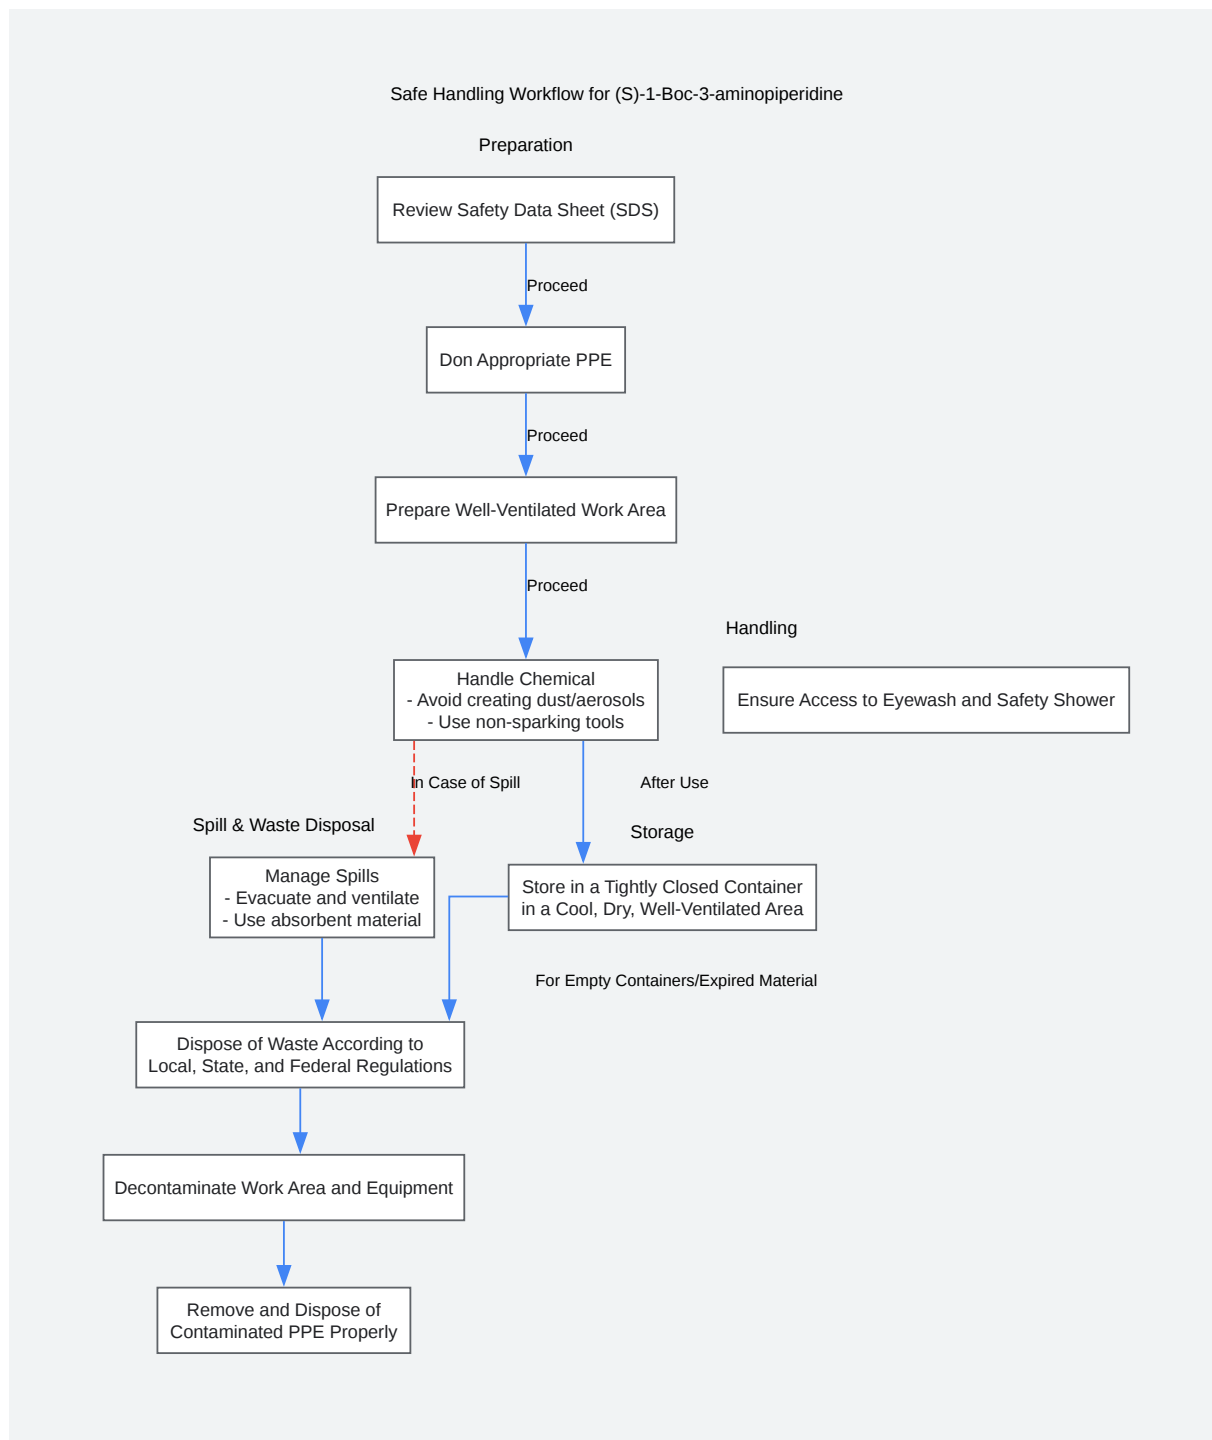 Safe Handling Workflow for (S)-1-Boc-3-aminopiperidine
Preparation
Review Safety Data Sheet (SDS)
Proceed
Don Appropriate PPE
Proceed
Prepare Well-Ventilated Work Area
Proceed
Handling
Handle Chemical
- Avoid creating dust/aerosols
- Use non-sparking tools
Ensure Access to Eyewash and Safety Shower
In Case of Spill
After Use
Spill & Waste Disposal
Storage
Manage Spills
- Evacuate and ventilate
- Use absorbent material
Store in a Tightly Closed Container
in a Cool, Dry, Well-Ventilated Area
For Empty Containers/Expired Material
Dispose of Waste According to
Local, State, and Federal Regulations
Decontaminate Work Area and Equipment
Remove and Dispose of
Contaminated PPE Properly